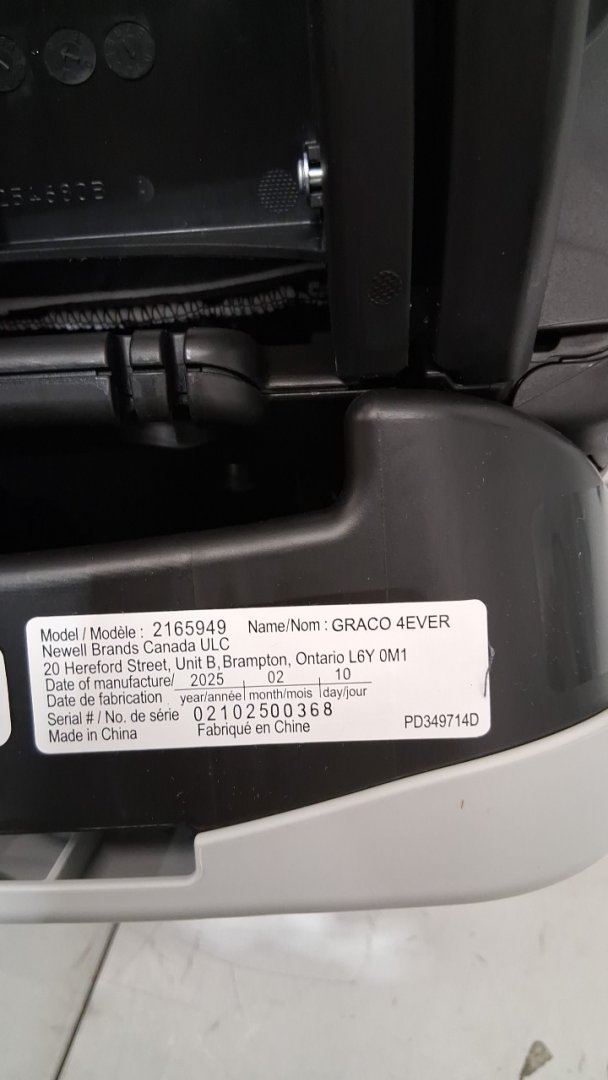 Model / Modèle : 2165949 Name/Nom : GRACO 4EVER
Newell Brands Canada ULC
20 Hereford Street, Unit B, Brampton, Ontario L6Y 0M1
Date of manufacture/ 2025 02 10
Date de fabrication year/année month/mois day/jour
Serial # / No. de série 02102500368
Made in China Fabriqué en Chine PD349714D